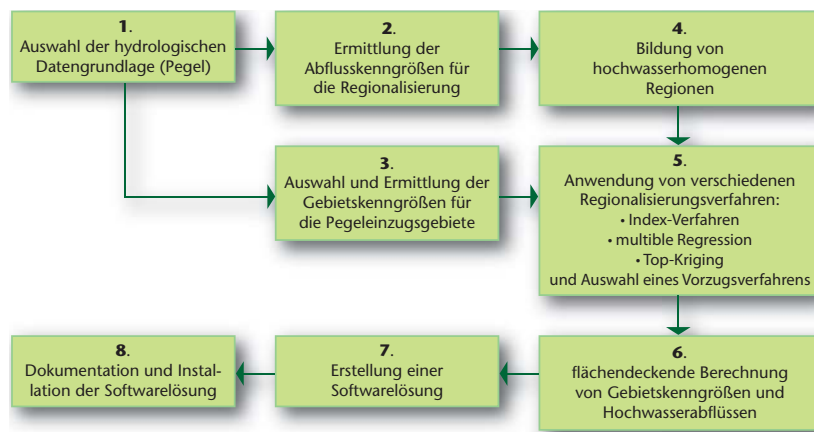 1.
Auswahl der hydrologischen
Datengrundlage (Pegel)
2.
Ermittlung der
Abflusskenngrößen für
die Regionalisierung
4.
Bildung von
hochwasserhomogenen
Regionen
3.
Auswahl und Ermittlung der
Gebietskenngrößen für
die Pegeleinzugsgebiete
5.
Anwendung von verschiedenen
Regionalisierungsverfahren:
• Index-Verfahren
• multible Regression
• Top-Kriging
und Auswahl eines Vorzugsverfahrens
8.
Dokumentation und Instal-
lation der Softwarelösung
7.
Erstellung einer
Softwarelösung
6.
flächendeckende Berechnung
von Gebietskenngrößen und
Hochwasserabflüssen